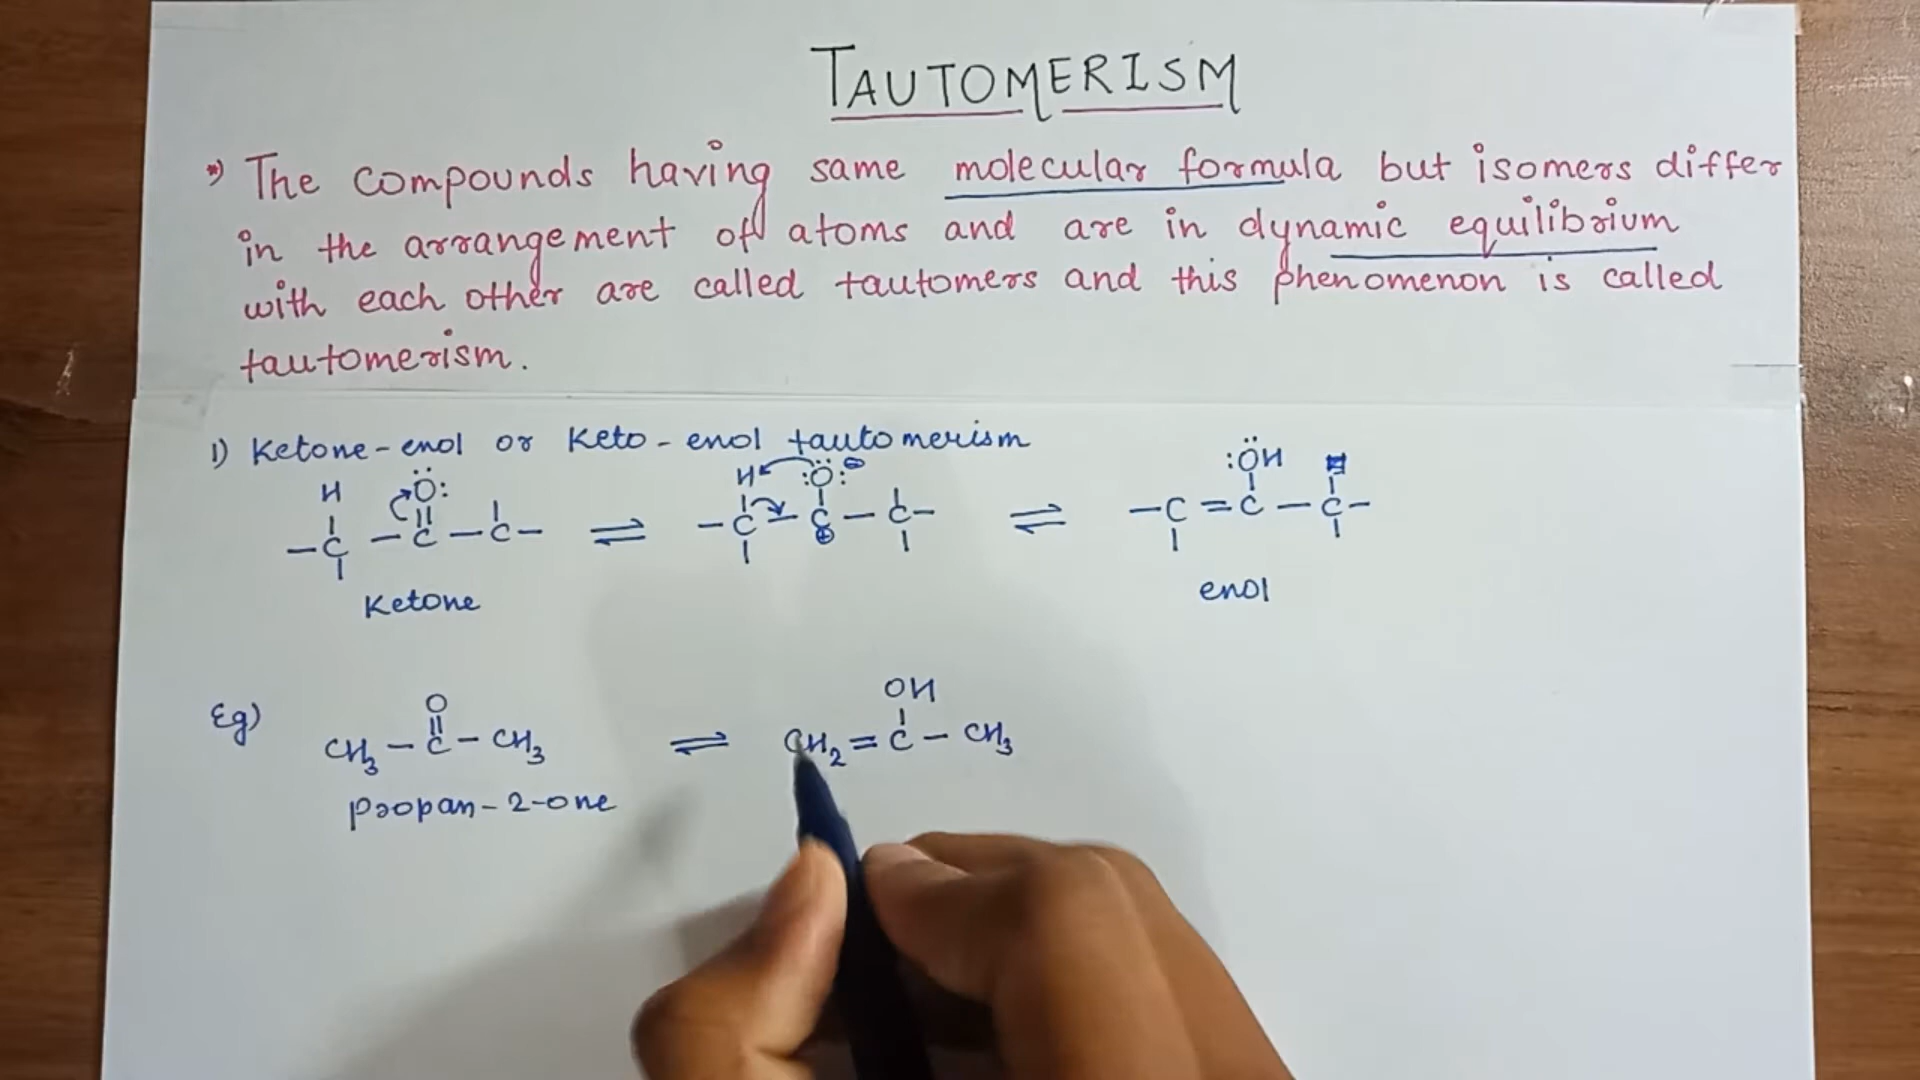 TAUTOMERISM
*) The compounds having same molecular formula but isomers differ
in the arrangement of atoms and are in dynamic equilibrium
with each other are called tautomers and this phenomenon is called
tautomerism.
1) Ketone-enol or Keto-enol tautomerism
H :Ö: H :Ö:⊖ :ÖH
–C –C –C– ⇌ –C – C – C– ⇌ –C = C – C–
⊕
Ketone enol
Eg) O OH
CH3 – C – CH3 ⇌ CH2 = C – CH3
Propan-2-one